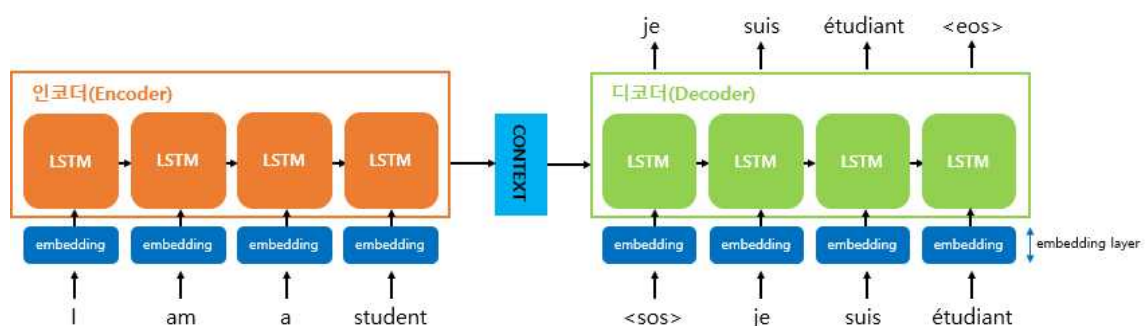 je suis étudiant <eos>
인코더(Encoder)
디코더(Decoder)
LSTM LSTM LSTM LSTM
CONTEXT
LSTM LSTM LSTM LSTM
embedding embedding embedding embedding
embedding embedding embedding embedding
embedding layer
I am a student
<sos> je suis étudiant